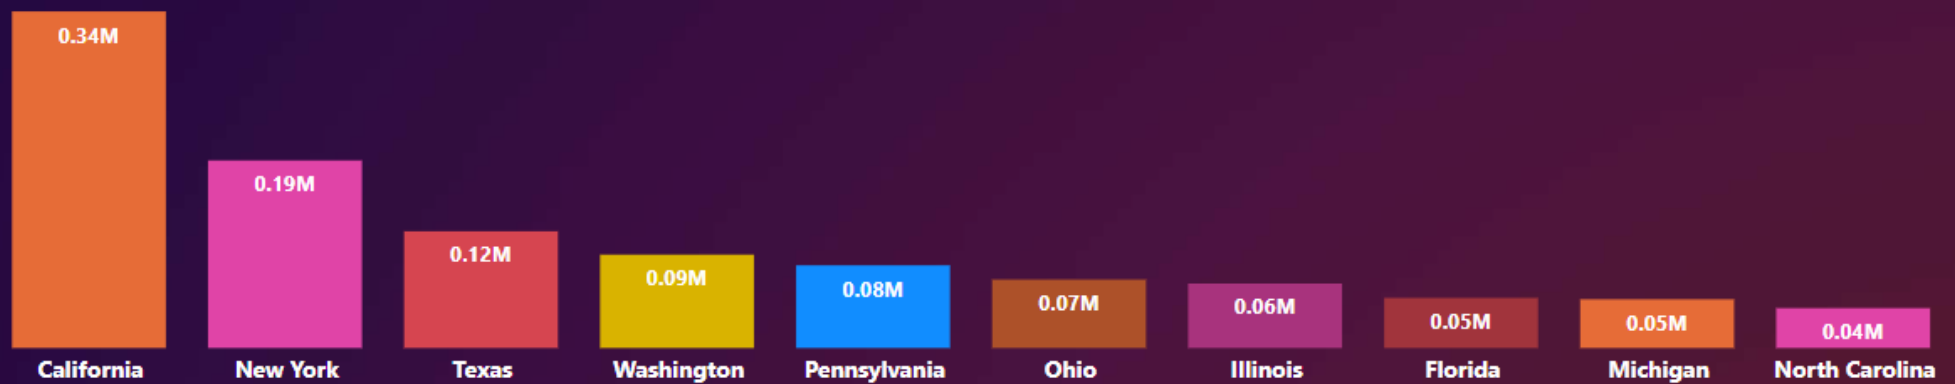 0.34M
0.19M
0.12M
0.09M
0.08M
0.07M
0.06M
0.05M
0.05M
0.04M
California
New York
Texas
Washington
Pennsylvania
Ohio
Illinois
Florida
Michigan
North Carolina